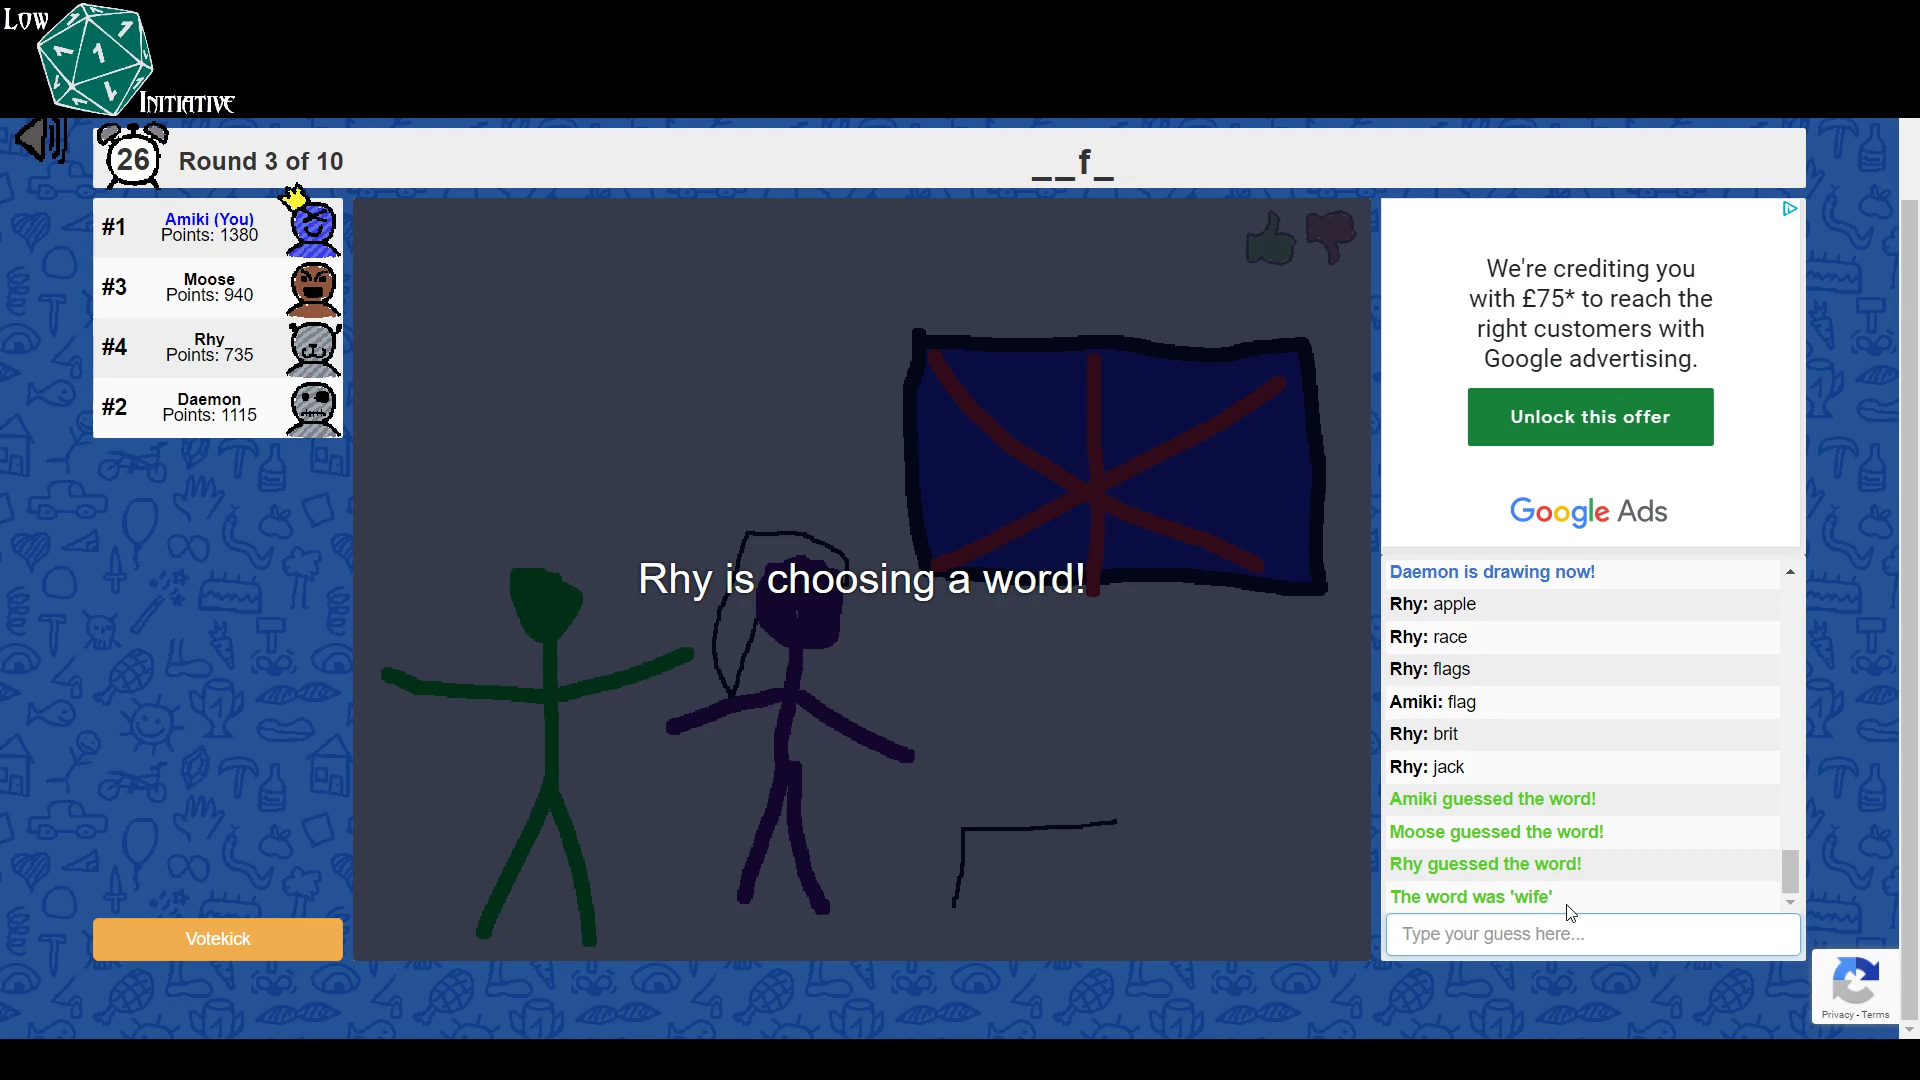 Low
INITIATIVE
26
Round 3 of 10
__f_
#1
Amiki (You)
Points: 1380
#3
Moose
Points: 940
#4
Rhy
Points: 735
#2
Daemon
Points: 1115
Votekick
Rhy is choosing a word!
We're crediting you
with £75* to reach the
right customers with
Google advertising.
Unlock this offer
Google Ads
Daemon is drawing now!
Rhy: apple
Rhy: race
Rhy: flags
Amiki: flag
Rhy: brit
Rhy: jack
Amiki guessed the word!
Moose guessed the word!
Rhy guessed the word!
The word was 'wife'
Type your guess here...
Privacy - Terms